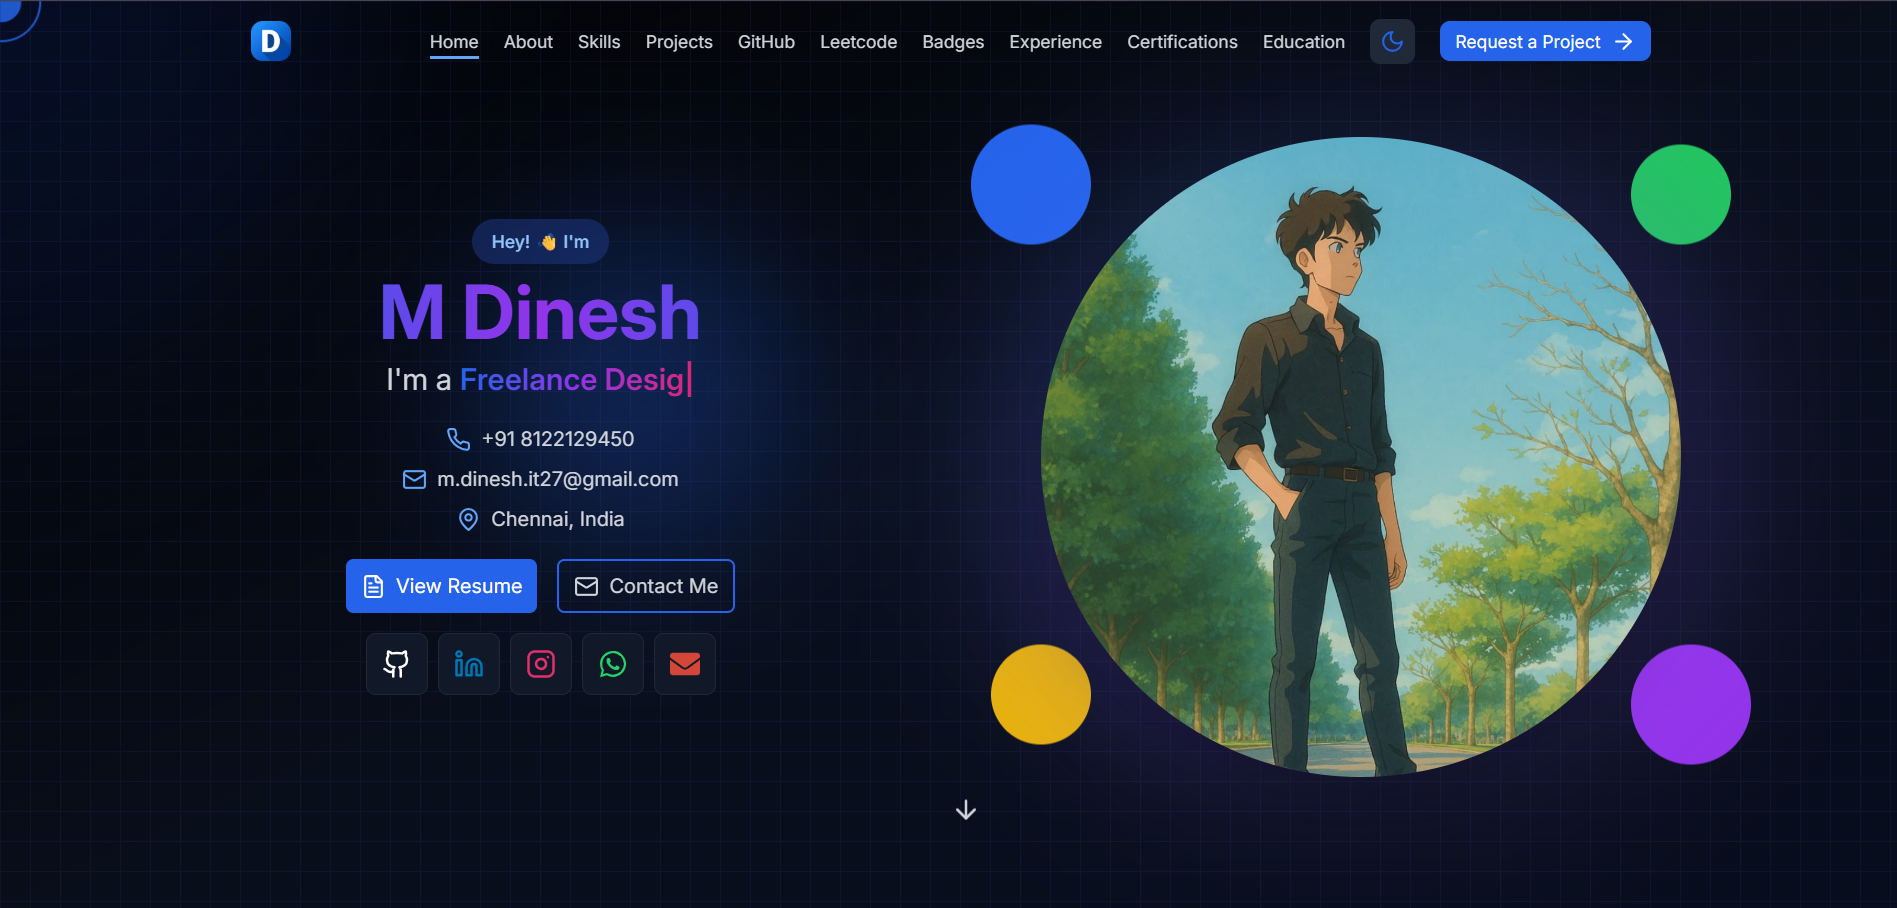 D
Home About Skills Projects GitHub Leetcode Badges Experience Certifications Education Request a Project
Hey! 👋 I'm
M Dinesh
I'm a Freelance Desig
+91 8122129450
m.dinesh.it27@gmail.com
Chennai, India
View Resume Contact Me
in